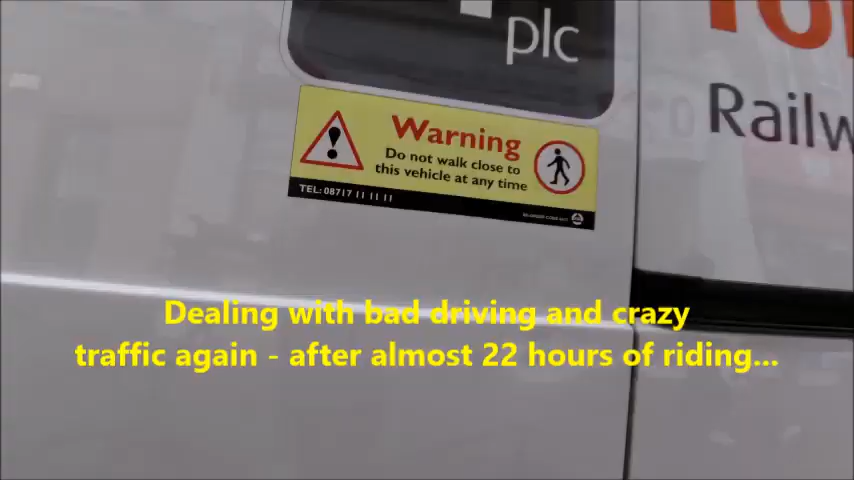 plc
Railw
Warning
Do not walk close to
this vehicle at any time
TEL: 08717 11 11 11
Dealing with bad driving and crazy
traffic again - after almost 22 hours of riding...